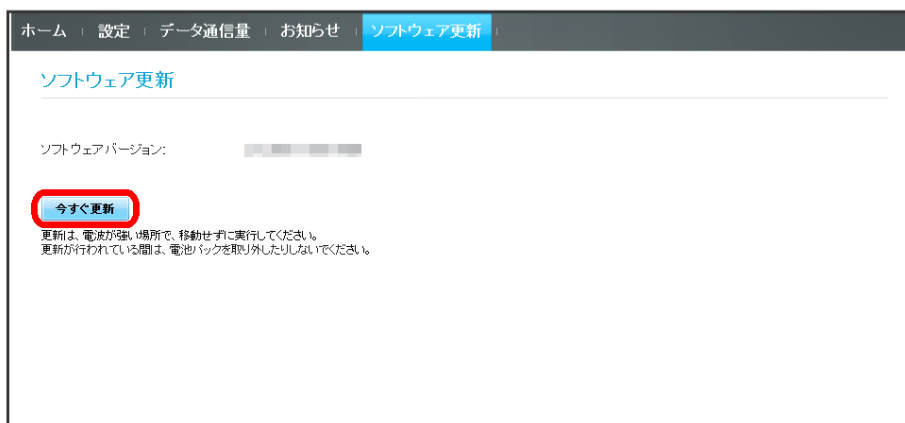 ホーム 設定 データ通信量 お知らせ ソフトウェア更新
ソフトウェア更新
ソフトウェアバージョン:
今すぐ更新
更新は、電波が強い場所で、移動せずに実行してください。
更新が行われている間は、電池パックを取り外したりしないでください。